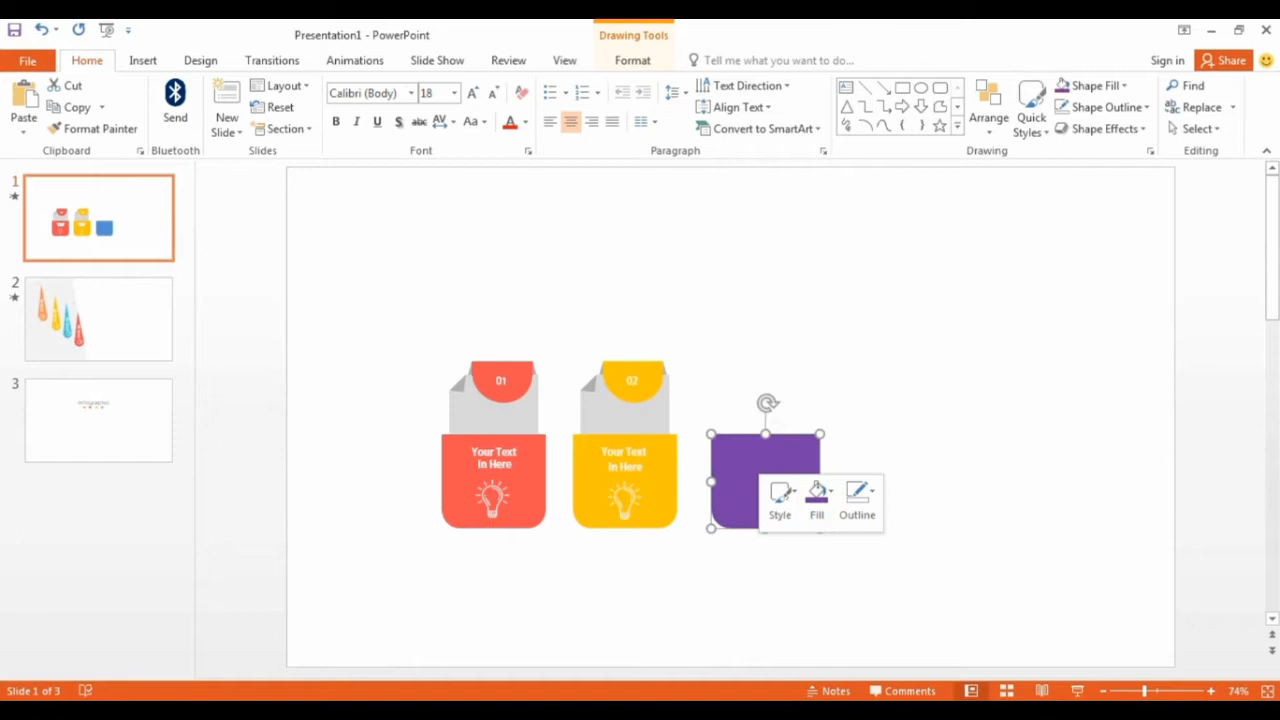 Presentation1 - PowerPoint
Drawing Tools
File
Home
Insert
Design
Transitions
Animations
Slide Show
Review
View
Format
Tell me what you want to do...
Sign in
Share
Paste
Cut
Copy
Format Painter
Clipboard
Send
Bluetooth
New
Slide
Layout
Reset
Section
Slides
Calibri (Body)
18
B I U S abc AV Aa A
Font
Text Direction
Align Text
Convert to SmartArt
Paragraph
Arrange
Quick
Styles
Shape Fill
Shape Outline
Shape Effects
Drawing
Find
Replace
Select
Editing
1
2
3
01
Your Text
In Here
02
Your Text
In Here
Style
Fill
Outline
Slide 1 of 3
Notes
Comments
74%